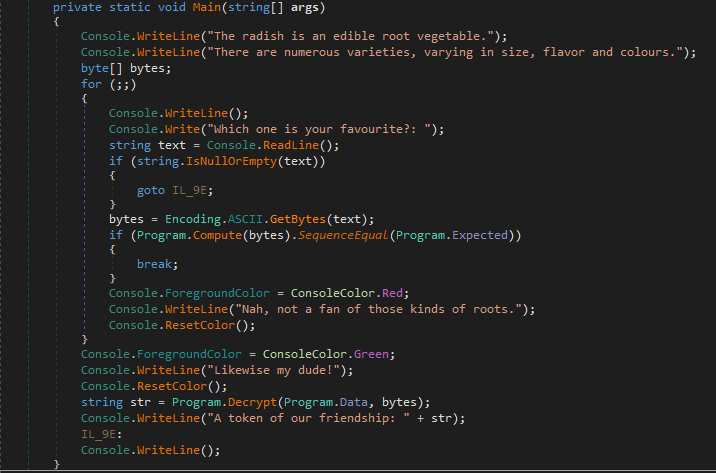 private static void Main(string[] args)
{
    Console.WriteLine("The radish is an edible root vegetable.");
    Console.WriteLine("There are numerous varieties, varying in size, flavor and colours.");
    byte[] bytes;
    for (;;)
    {
        Console.WriteLine();
        Console.Write("Which one is your favourite?: ");
        string text = Console.ReadLine();
        if (string.IsNullOrEmpty(text))
        {
            goto IL_9E;
        }
        bytes = Encoding.ASCII.GetBytes(text);
        if (Program.Compute(bytes).SequenceEqual(Program.Expected))
        {
            break;
        }
        Console.ForegroundColor = ConsoleColor.Red;
        Console.WriteLine("Nah, not a fan of those kinds of roots.");
        Console.ResetColor();
    }
    Console.ForegroundColor = ConsoleColor.Green;
    Console.WriteLine("Likewise my dude!");
    Console.ResetColor();
    string str = Program.Decrypt(Program.Data, bytes);
    Console.WriteLine("A token of our friendship: " + str);
    IL_9E:
    Console.WriteLine();
}